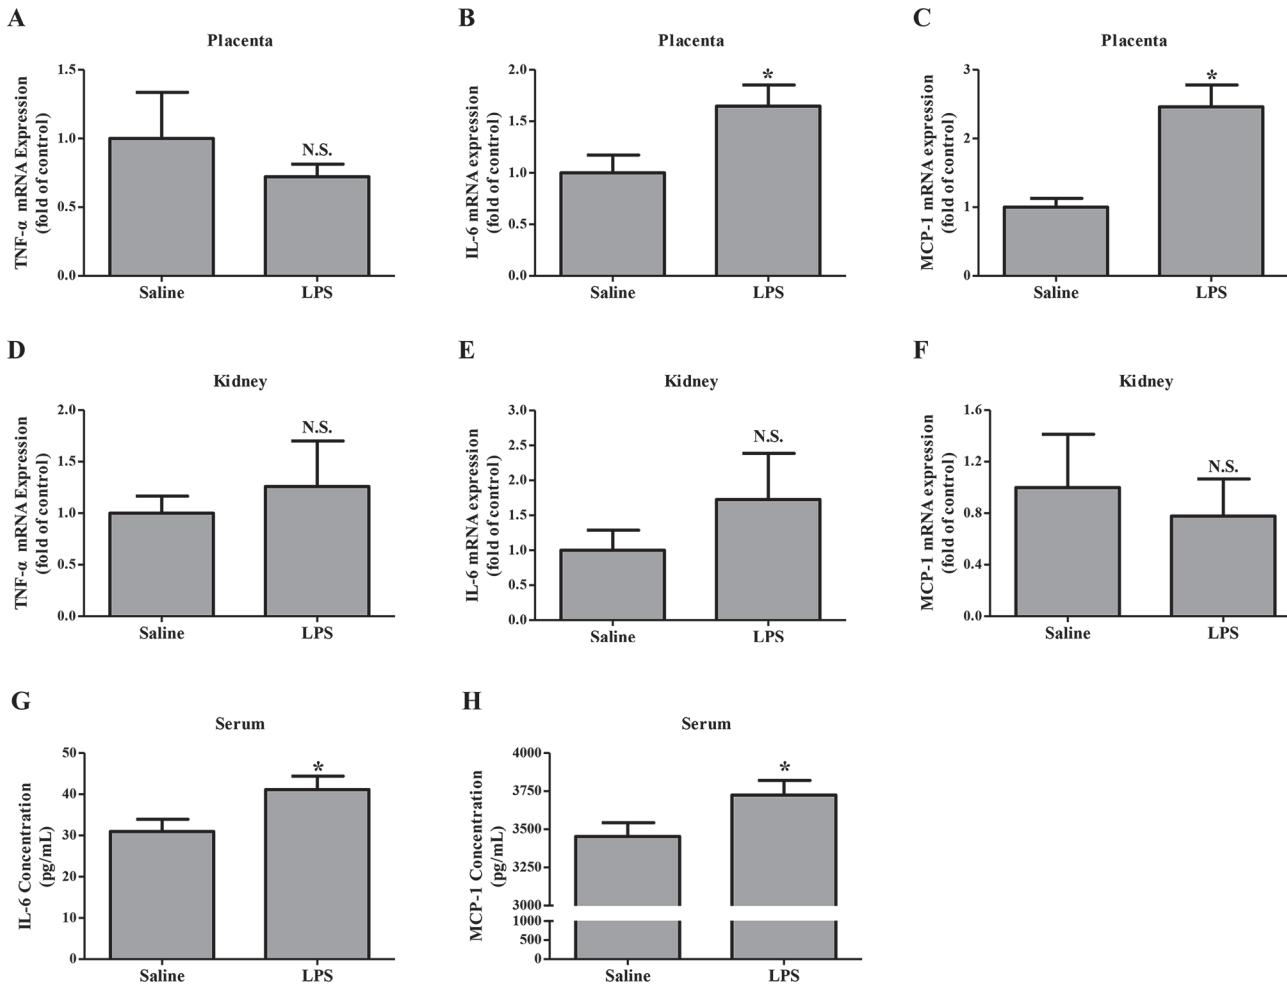 A
Placenta
TNF-α mRNA Expression
(fold of control)
1.5
1.0
0.5
0.0
N.S.
Saline LPS
B
Placenta
IL-6 mRNA expression
(fold of control)
2.0
1.5
1.0
0.5
0.0
*
Saline LPS
C
Placenta
MCP-1 mRNA expression
(fold of control)
3
2
1
0
*
Saline LPS
D
Kidney
TNF-α mRNA Expression
(fold of control)
2.0
1.5
1.0
0.5
0.0
N.S.
Saline LPS
E
Kidney
IL-6 mRNA expression
(fold of control)
3.0
2.5
2.0
1.5
1.0
0.5
0.0
N.S.
Saline LPS
F
Kidney
MCP-1 mRNA expression
(fold of control)
1.6
1.2
0.8
0.4
0.0
N.S.
Saline LPS
G
Serum
IL-6 Concentration
(pg/mL)
50
40
30
20
10
0
*
Saline LPS
H
Serum
MCP-1 Concentration
(pg/mL)
4000
3750
3500
3250
3000
1000
500
0
*
Saline LPS